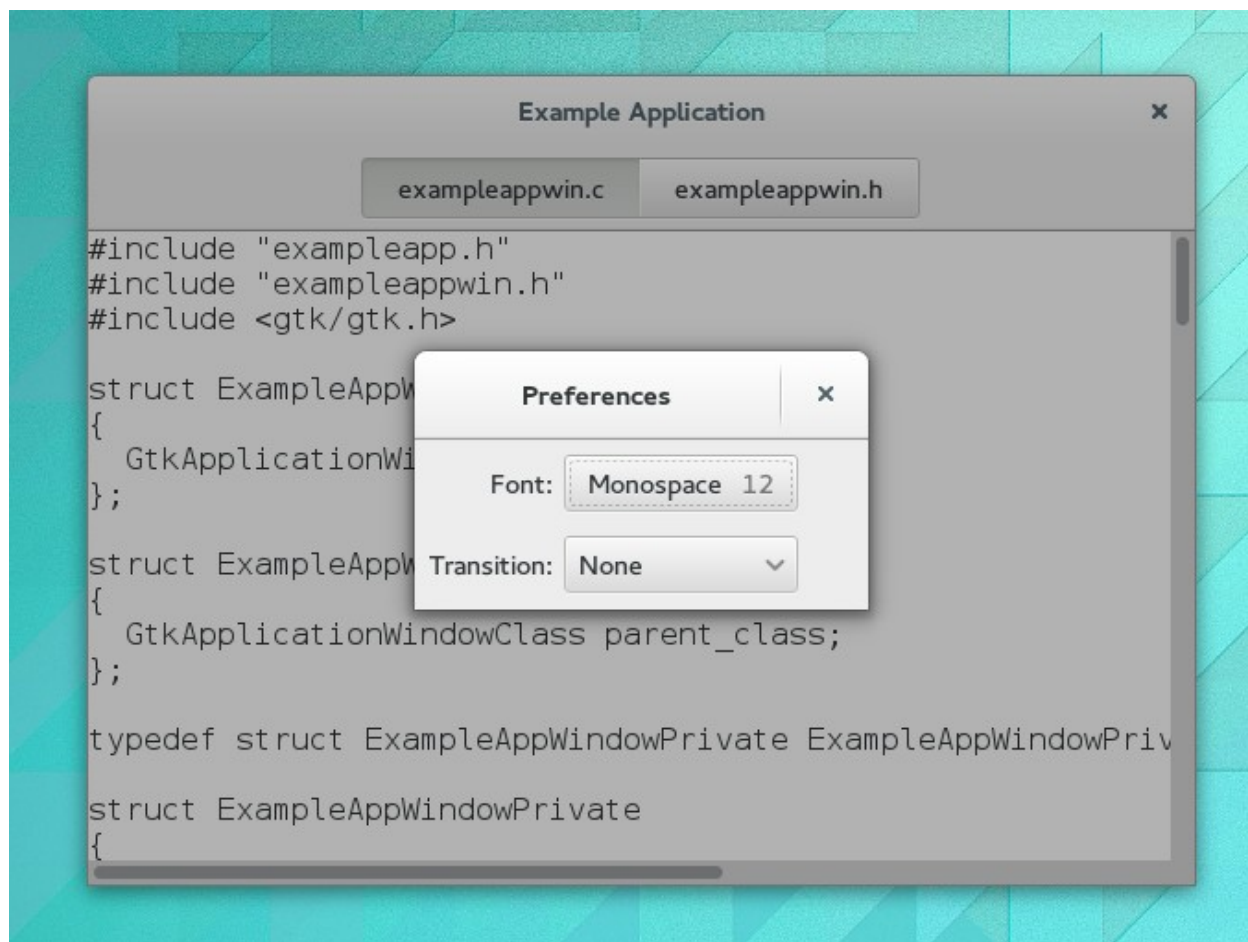 Example Application
exampleappwin.c exampleappwin.h
#include "exampleapp.h"
#include "exampleappwin.h"
#include <gtk/gtk.h>
struct ExampleAppW
{
GtkApplicationWi
};
Preferences
Font: Monospace 12
Transition: None
struct ExampleAppW
{
GtkApplicationWindowClass parent_class;
};
typedef struct ExampleAppWindowPrivate ExampleAppWindowPriv
struct ExampleAppWindowPrivate
{